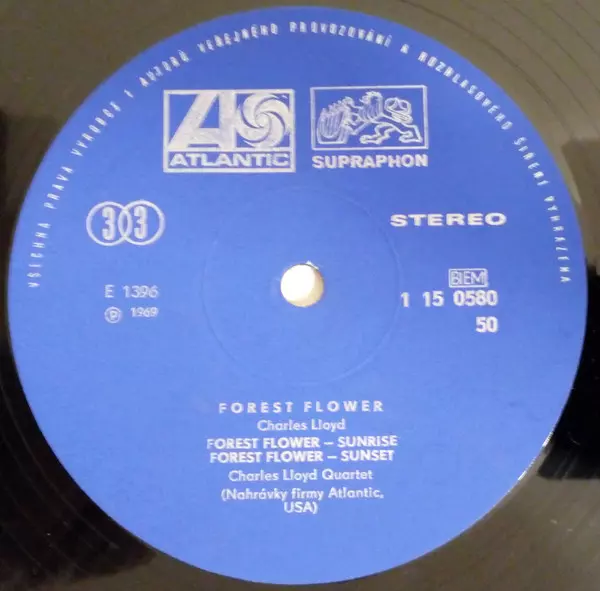 VŠECHNA PRÁVA VÝROBCE I AUTORŮ VEŘEJNÉHO PROVOZOVÁNÍ A ROZHLASOVÉHO ŠÍŘENÍ VYHRAZENA
ATLANTIC
SUPRAPHON
33
STEREO
E 1396
℗ 1969
BIEM
1 15 0580
50
FOREST FLOWER
Charles Lloyd
FOREST FLOWER – SUNRISE
FOREST FLOWER – SUNSET
Charles Lloyd Quartet
(Nahrávky firmy Atlantic,
USA)